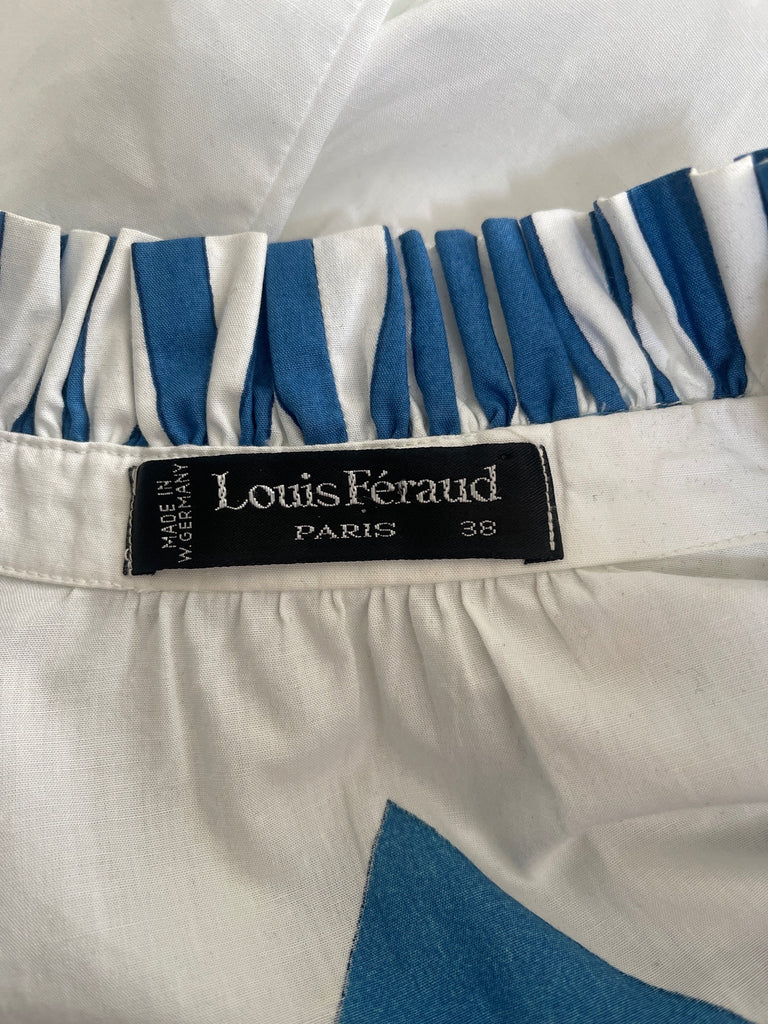 MADE IN
W.GERMANY
Louis Féraud
PARIS 38